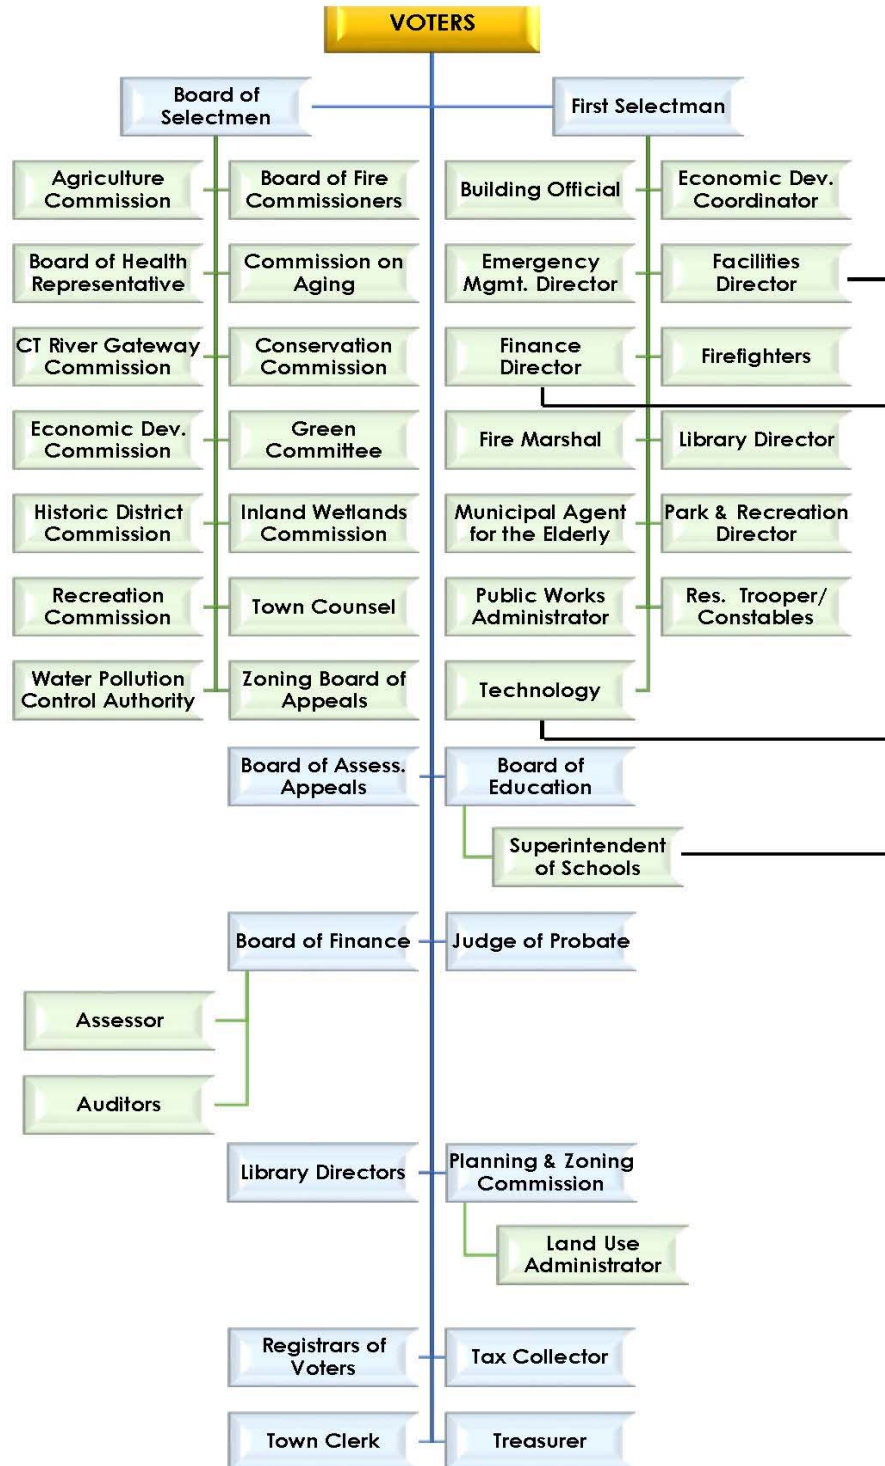 VOTERS
Board of
Selectmen
First Selectman
Agriculture
Commission
Board of Fire
Commissioners
Building Official
Economic Dev.
Coordinator
Board of Health
Representative
Commission on
Aging
Emergency
Mgmt. Director
Facilities
Director
CT River Gateway
Commission
Conservation
Commission
Finance
Director
Firefighters
Economic Dev.
Commission
Green
Committee
Fire Marshal
Library Director
Historic District
Commission
Inland Wetlands
Commission
Municipal Agent
for the Elderly
Park & Recreation
Director
Recreation
Commission
Town Counsel
Public Works
Administrator
Res. Trooper/
Constables
Water Pollution
Control Authority
Zoning Board of
Appeals
Technology
Board of Assess.
Appeals
Board of
Education
Superintendent
of Schools
Board of Finance
Judge of Probate
Assessor
Auditors
Library Directors
Planning & Zoning
Commission
Land Use
Administrator
Registrars of
Voters
Tax Collector
Town Clerk
Treasurer